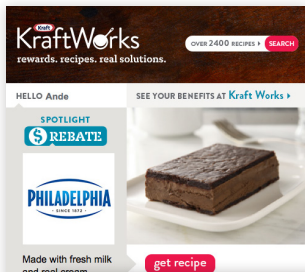 Kraft
KraftWorks
rewards. recipes. real solutions.
OVER 2400 RECIPES SEARCH
HELLO Ande
SEE YOUR BENEFITS AT Kraft Works
SPOTLIGHT
$ REBATE
PHILADELPHIA
SINCE 1872
Made with fresh milk
and real cream
get recipe